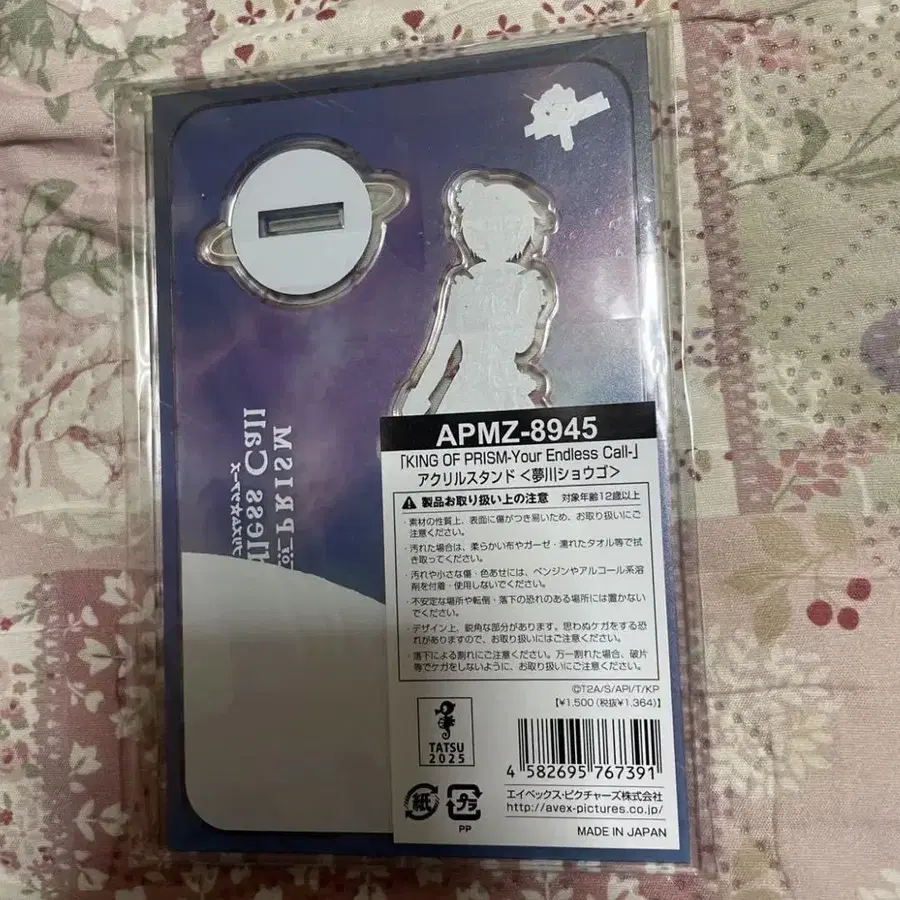 APMZ-8945
「KING OF PRISM-Your Endless Call-」
アクリルスタンド<夢川ショウゴ>
製品お取り扱い上の注意 対象年齢12歳以上
・素材の性質上、表面に傷がつき易いため、お取り扱いにご
注意ください。
・汚れた場合は、柔らかい布やガーゼ・濡れたタオル等で拭
き取ってください。
・汚れや小さな傷・色あせには、ベンジンやアルコール系溶
剤を付着・使用しないでください。
・不安定な場所や転倒・落下の恐れのある場所には置かない
でください。
・デザイン上、鋭角な部分があります。思わぬケガをする恐
れがありますので、お取り扱いにはご注意ください。
・落下による割れにご注意ください。万一割れた場合、破片
等でケガをしないように、お取り扱いにご注意ください。
©T2A/S/API/T/KP
【¥1,500(税抜¥1,364)】
TATSU
2025
4 582695 767391
紙
プラ
PP
エイベックス・ピクチャーズ株式会社
http://avex-pictures.co.jp/
MADE IN JAPAN
PRISM
lless Call